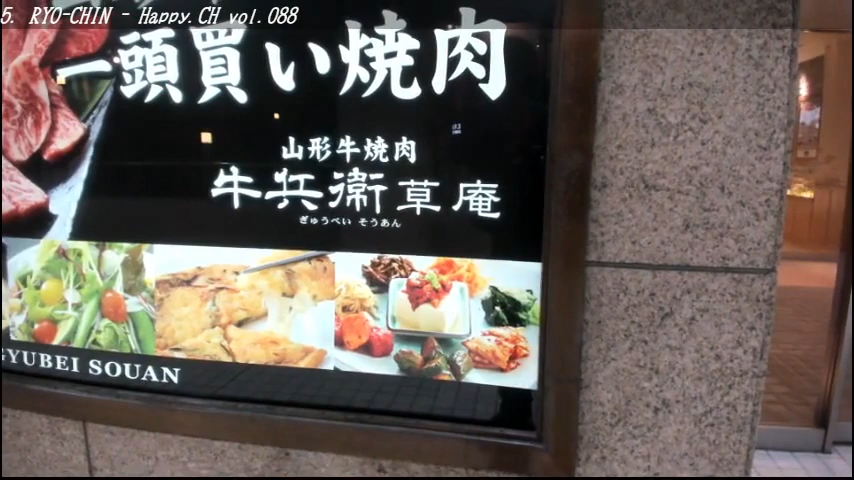 5. RYO-CHIN - Happy.CH vol.088
一頭買い焼肉
山形牛焼肉
牛兵衛 草庵
ぎゅうべい そうあん
GYUBEI SOUAN